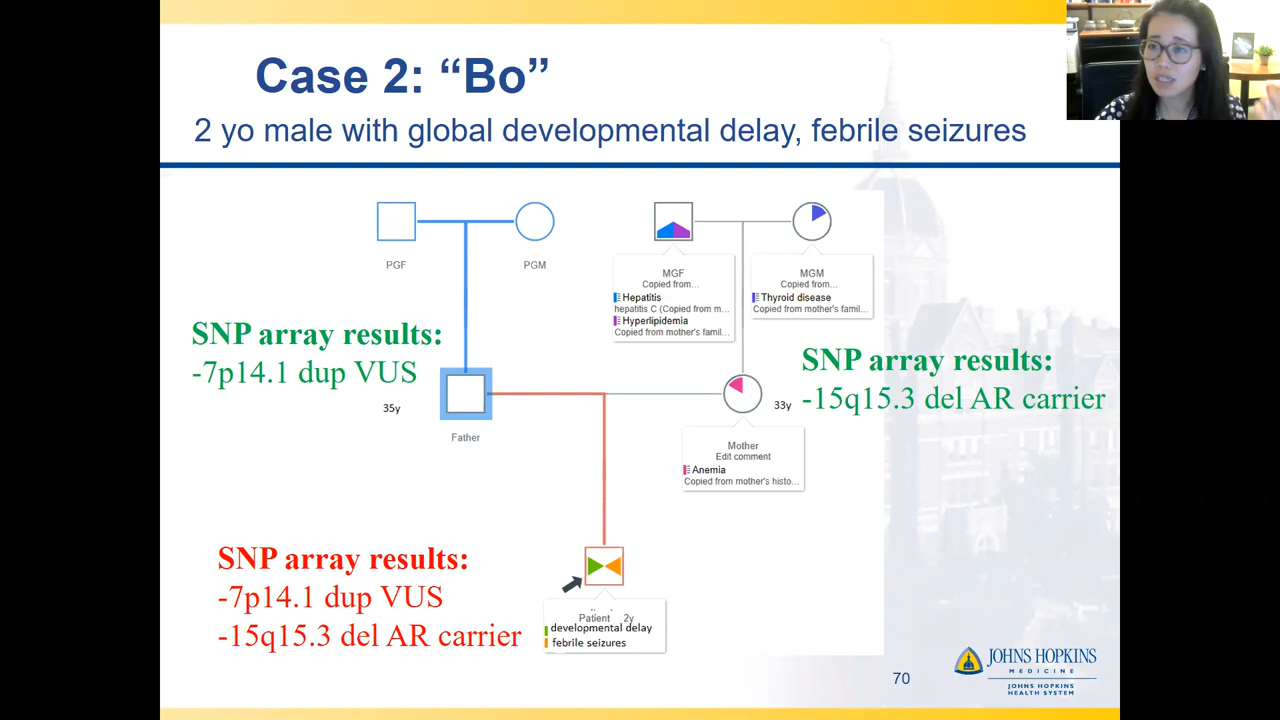 Case 2: “Bo”
2 yo male with global developmental delay, febrile seizures
PGF
PGM
MGF
Copied from...
Hepatitis
hepatitis C (Copied from m...
Hyperlipidemia
Copied from mother's famil...
MGM
Copied from...
Thyroid disease
Copied from mother's famil...
SNP array results:
-7p14.1 dup VUS
SNP array results:
-15q15.3 del AR carrier
35y
Father
33y
Mother
Edit comment
Anemia
Copied from mother's histo...
SNP array results:
-7p14.1 dup VUS
-15q15.3 del AR carrier
Patient 2y
developmental delay
febrile seizures
70
JOHNS HOPKINS
MEDICINE
JOHNS HOPKINS
HEALTH SYSTEM